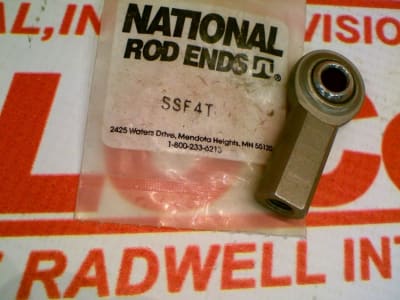 AL, IN
VISION
NATIONAL
ROD ENDS ®
SSF4T
2425 Waters Drive, Mendota Heights, MN 55120
1-800-233-6213
RADWELL INT